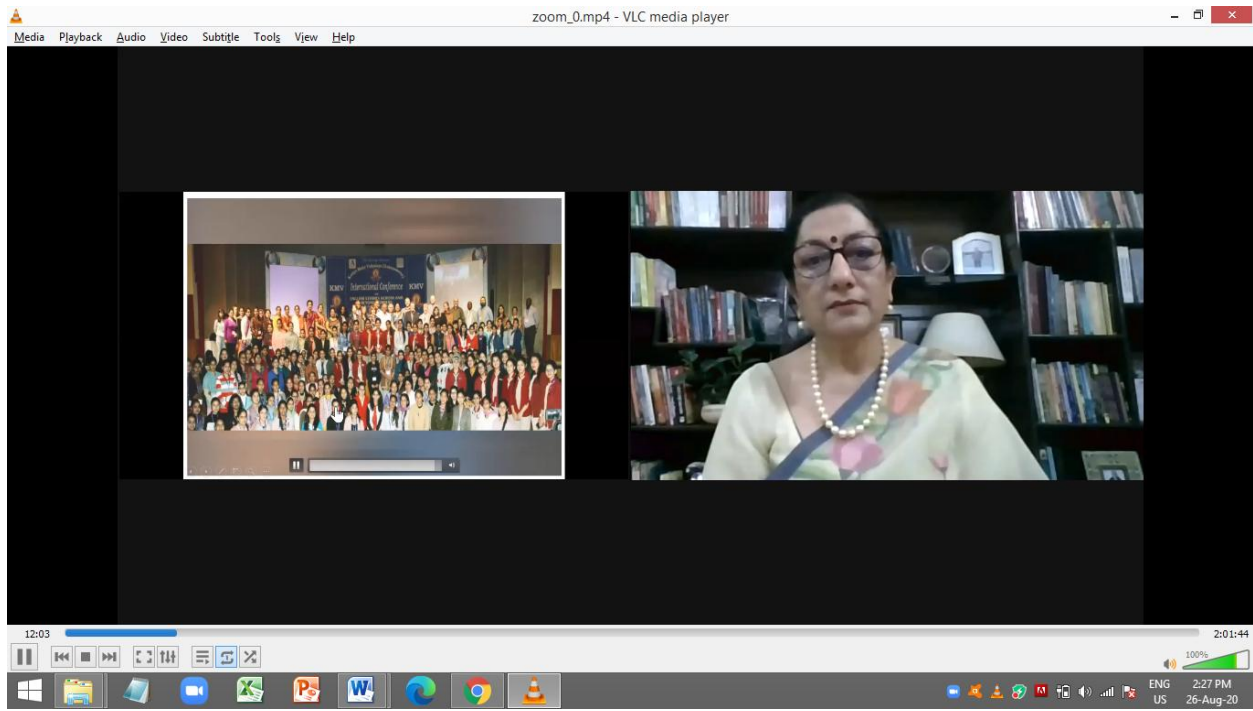 zoom_0.mp4 - VLC media player
Media Playback Audio Video Subtitle Tools View Help
KMV International Conference KMV
12:03
2:01:44
100%
ENG 2:27 PM
US 26-Aug-20